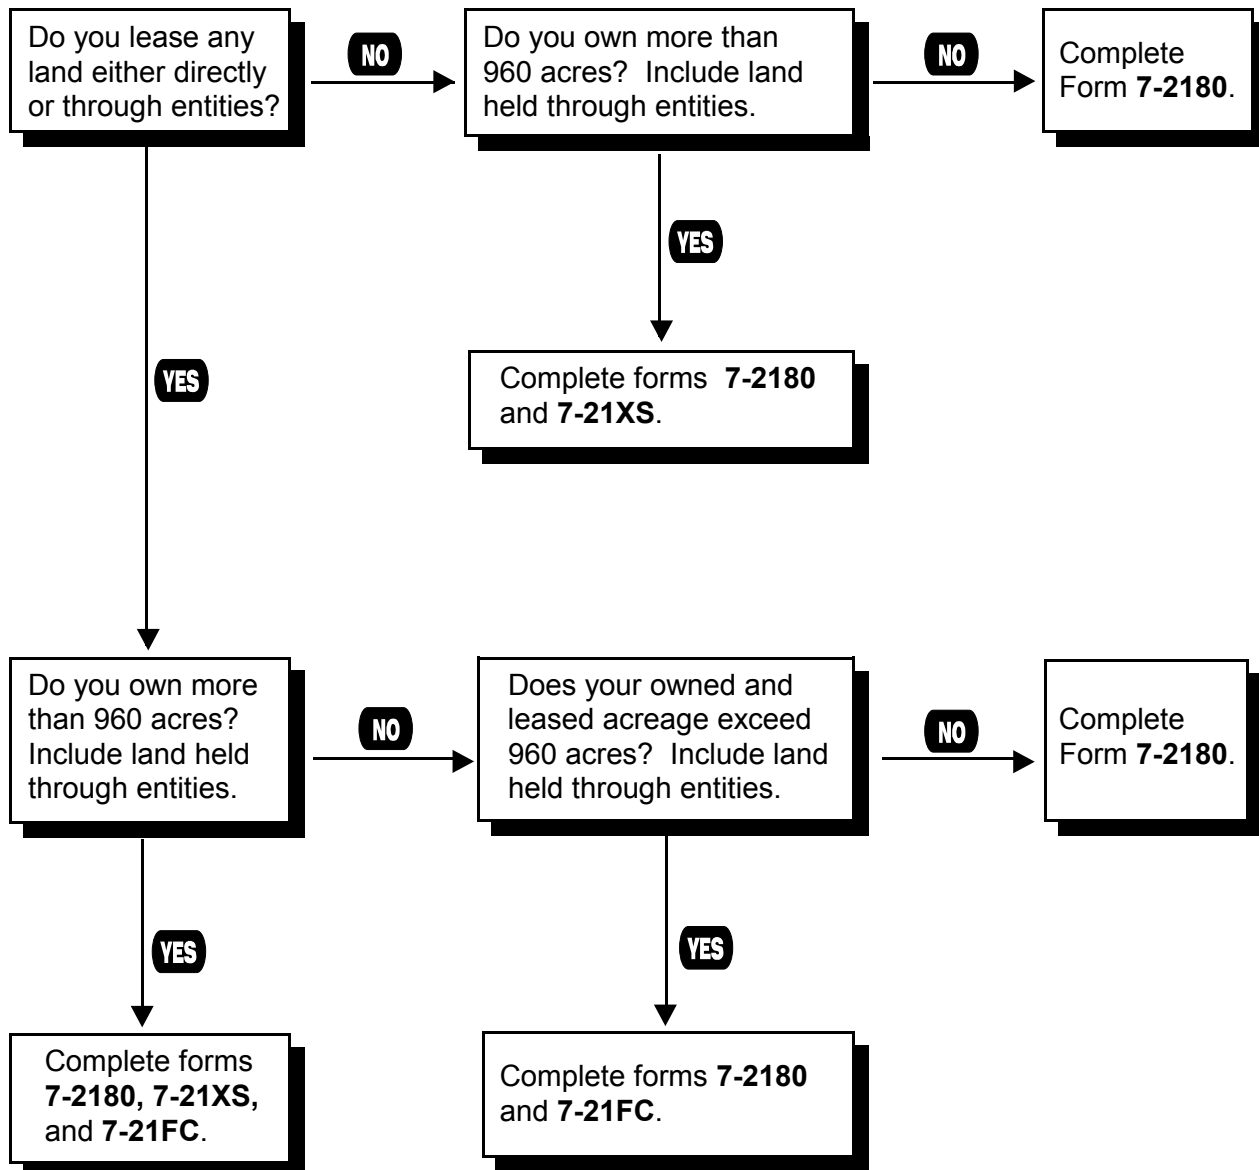 Do you lease any
land either directly
or through entities?
NO
Do you own more than
960 acres?  Include land
held through entities.
NO
Complete
Form 7-2180.
YES
Complete forms  7-2180
and 7-21XS.
YES
Do you own more
than 960 acres?
Include land held
through entities.
NO
Does your owned and
leased acreage exceed
960 acres?  Include land
held through entities.
NO
Complete
Form 7-2180.
YES
Complete forms
7-2180, 7-21XS,
and 7-21FC.
YES
Complete forms 7-2180
and 7-21FC.